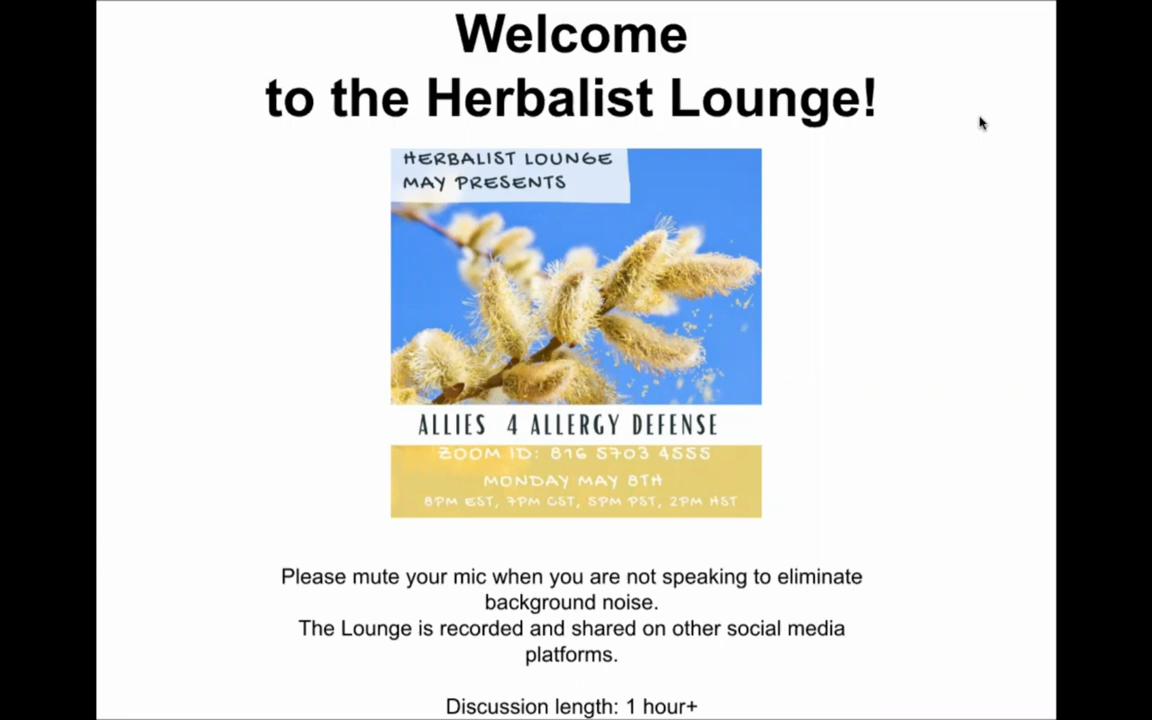 Welcome
to the Herbalist Lounge!
HERBALIST LOUNGE
MAY PRESENTS
ALLIES 4 ALLERGY DEFENSE
ZOOM ID: 816 5703 4555
MONDAY MAY 8TH
8PM EST, 7PM CST, 5PM PST, 2PM HST
Please mute your mic when you are not speaking to eliminate
background noise.
The Lounge is recorded and shared on other social media
platforms.
Discussion length: 1 hour+